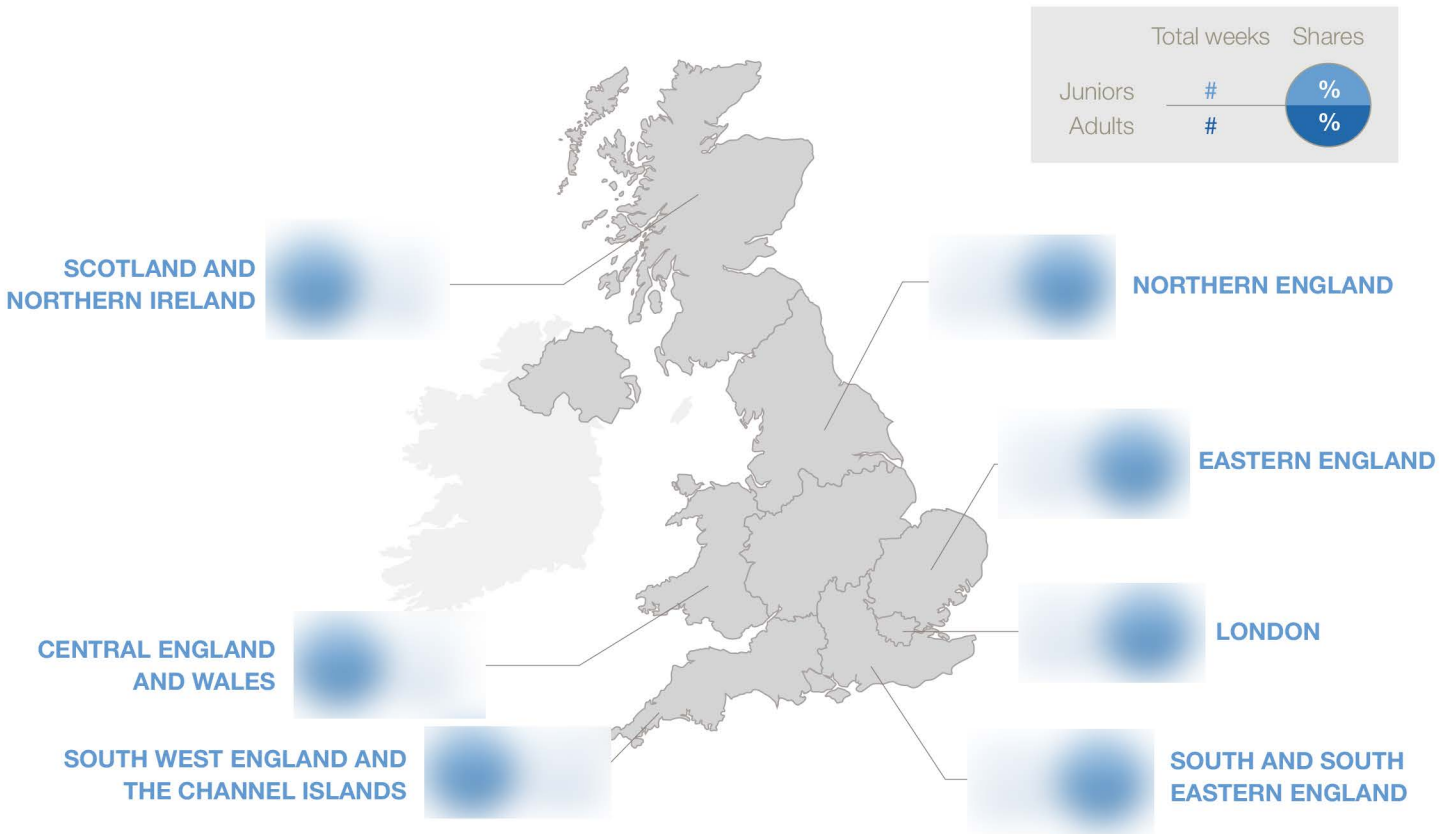 Total weeks Shares
Juniors # %
Adults # %
SCOTLAND AND
NORTHERN IRELAND
NORTHERN ENGLAND
EASTERN ENGLAND
LONDON
CENTRAL ENGLAND
AND WALES
SOUTH WEST ENGLAND AND
THE CHANNEL ISLANDS
SOUTH AND SOUTH
EASTERN ENGLAND